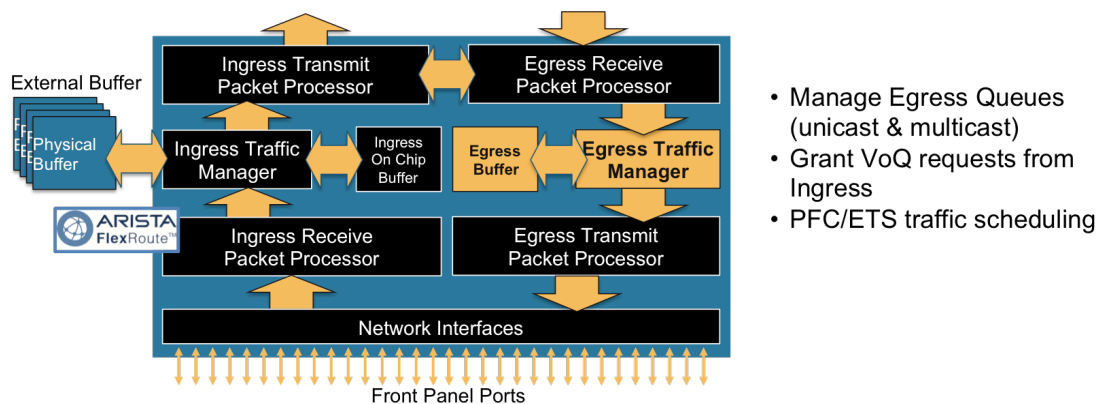 Ingress Transmit
Packet Processor
Egress Receive
Packet Processor
External Buffer
Physical
Buffer
Ingress Traffic
Manager
Ingress
On Chip
Buffer
Egress
Buffer
Egress Traffic
Manager
ARISTA
FlexRoute™
Ingress Receive
Packet Processor
Egress Transmit
Packet Processor
Network Interfaces
Front Panel Ports
• Manage Egress Queues
(unicast & multicast)
• Grant VoQ requests from
Ingress
• PFC/ETS traffic scheduling